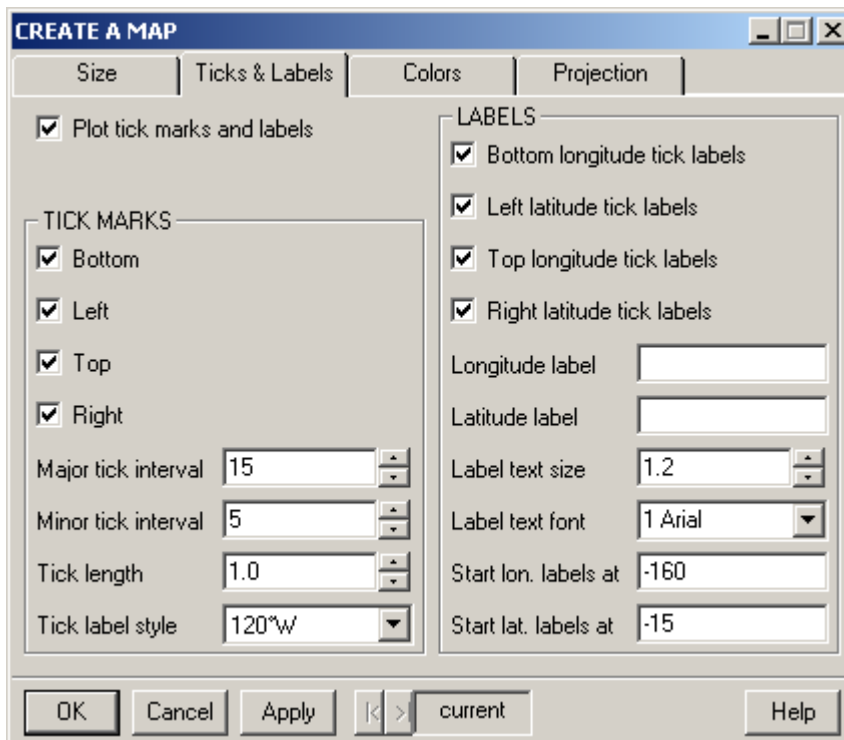 CREATE A MAP
Size
Ticks & Labels
Colors
Projection
Plot tick marks and labels
TICK MARKS
Bottom
Left
Top
Right
Major tick interval 15
Minor tick interval 5
Tick length 1.0
Tick label style 120°W
LABELS
Bottom longitude tick labels
Left latitude tick labels
Top longitude tick labels
Right latitude tick labels
Longitude label
Latitude label
Label text size 1.2
Label text font 1 Arial
Start lon. labels at -160
Start lat. labels at -15
OK
Cancel
Apply
current
Help